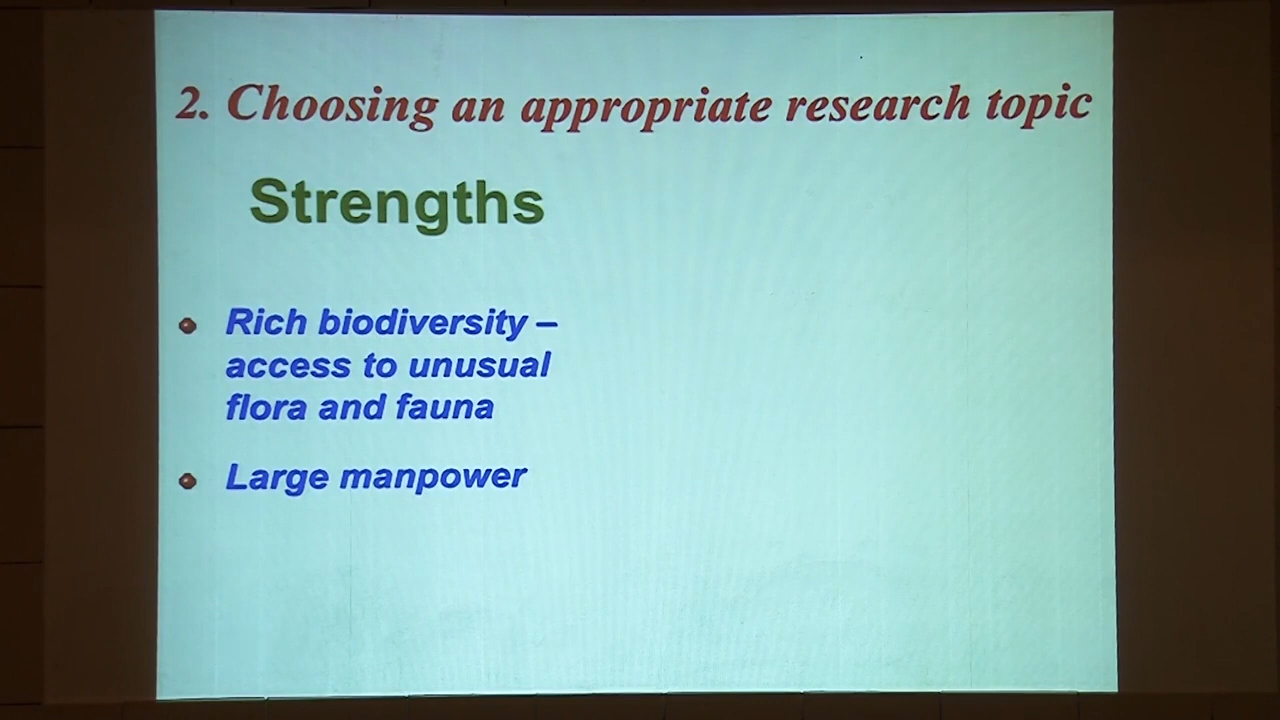 2. Choosing an appropriate research topic
Strengths
Rich biodiversity –
access to unusual
flora and fauna
Large manpower